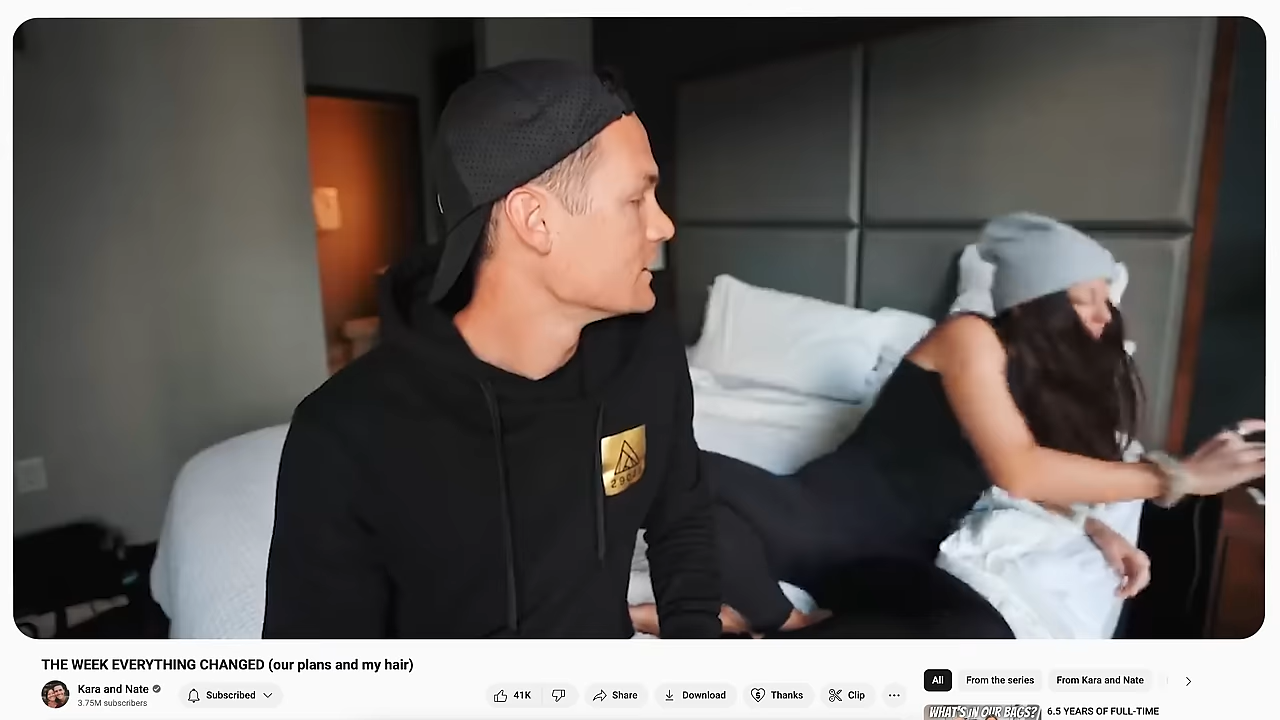 THE WEEK EVERYTHING CHANGED (our plans and my hair)
Kara and Nate
3.75M subscribers
Subscribed
41K
Share
Download
Thanks
Clip
All
From the series
From Kara and Nate
WHAT'S IN OUR BAGS?
6.5 YEARS OF FULL-TIME